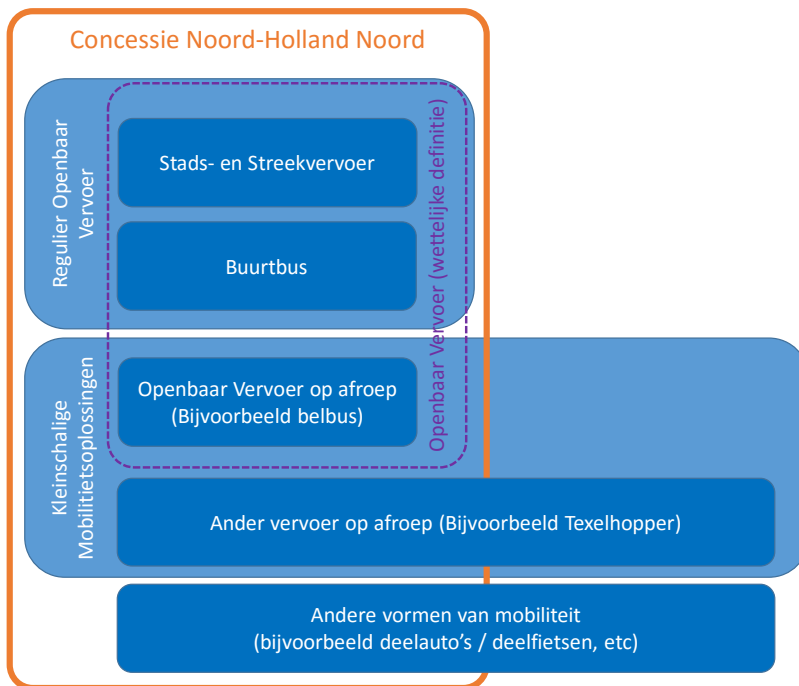 Concessie Noord-Holland Noord
Regulier Openbaar
Vervoer
Stads- en Streekvervoer
Buurtbus
Openbaar Vervoer (wettelijke definitie)
Kleinschalige
Mobilitietsoplossingen
Openbaar Vervoer op afroep
(Bijvoorbeeld belbus)
Ander vervoer op afroep (Bijvoorbeeld Texelhopper)
Andere vormen van mobiliteit
(bijvoorbeeld deelauto's / deelfietsen, etc)